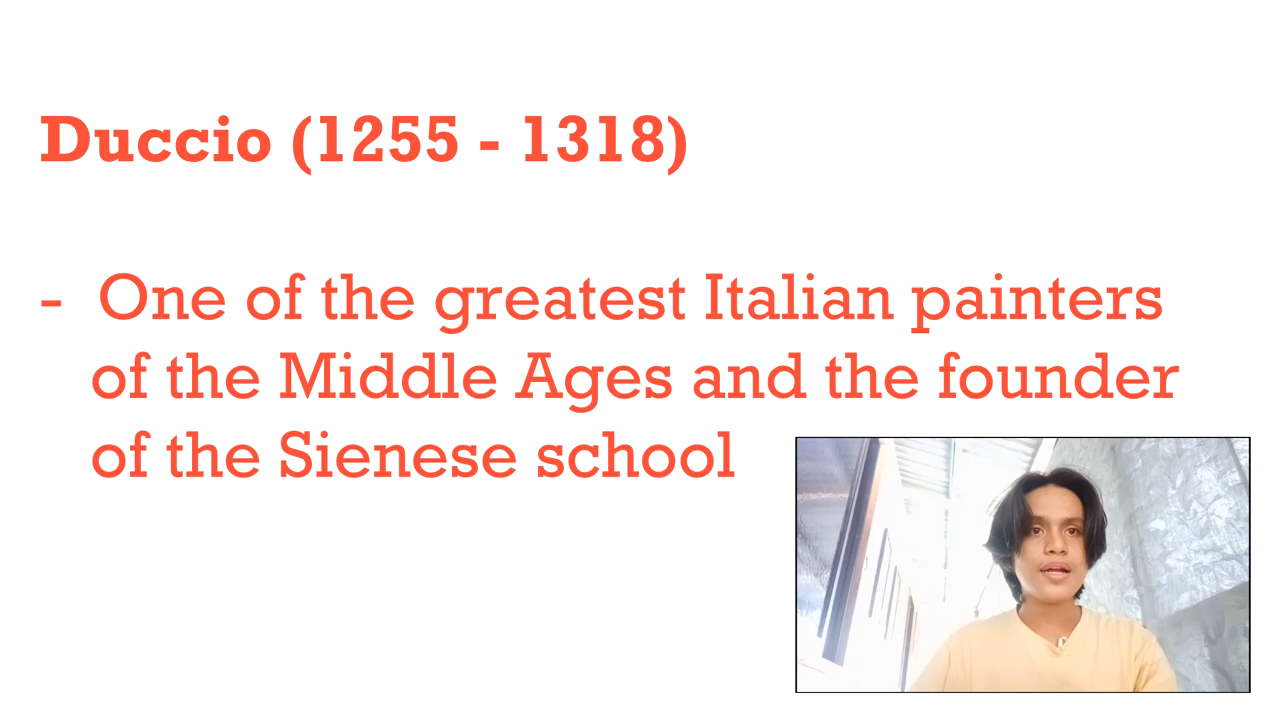 Duccio (1255 - 1318)
- One of the greatest Italian painters
of the Middle Ages and the founder
of the Sienese school